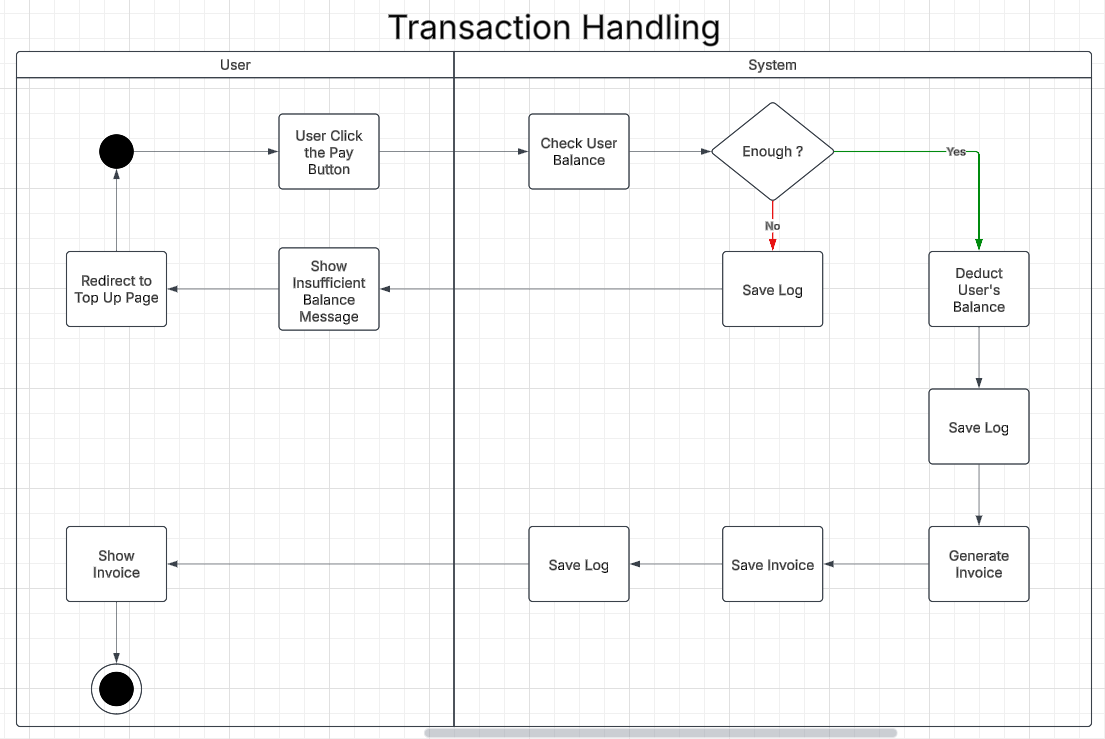 Transaction Handling
User
System
User Click
the Pay
Button
Check User
Balance
Enough ?
Yes
No
Redirect to
Top Up Page
Show
Insufficient
Balance
Message
Save Log
Deduct
User's
Balance
Save Log
Show
Invoice
Save Log
Save Invoice
Generate
Invoice